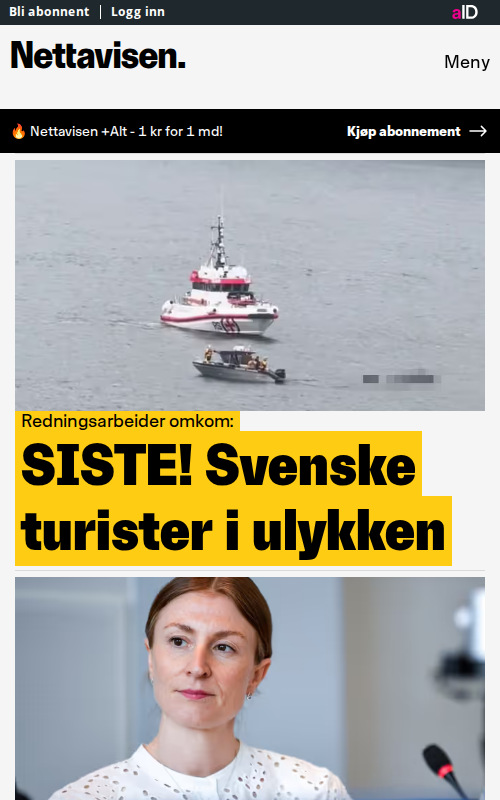 Bli abonnent | Logg inn
aID
Nettavisen.
Meny
🔥 Nettavisen +Alt - 1 kr for 1 md!
Kjøp abonnement →
Redningsarbeider omkom:
SISTE! Svenske
turister i ulykken